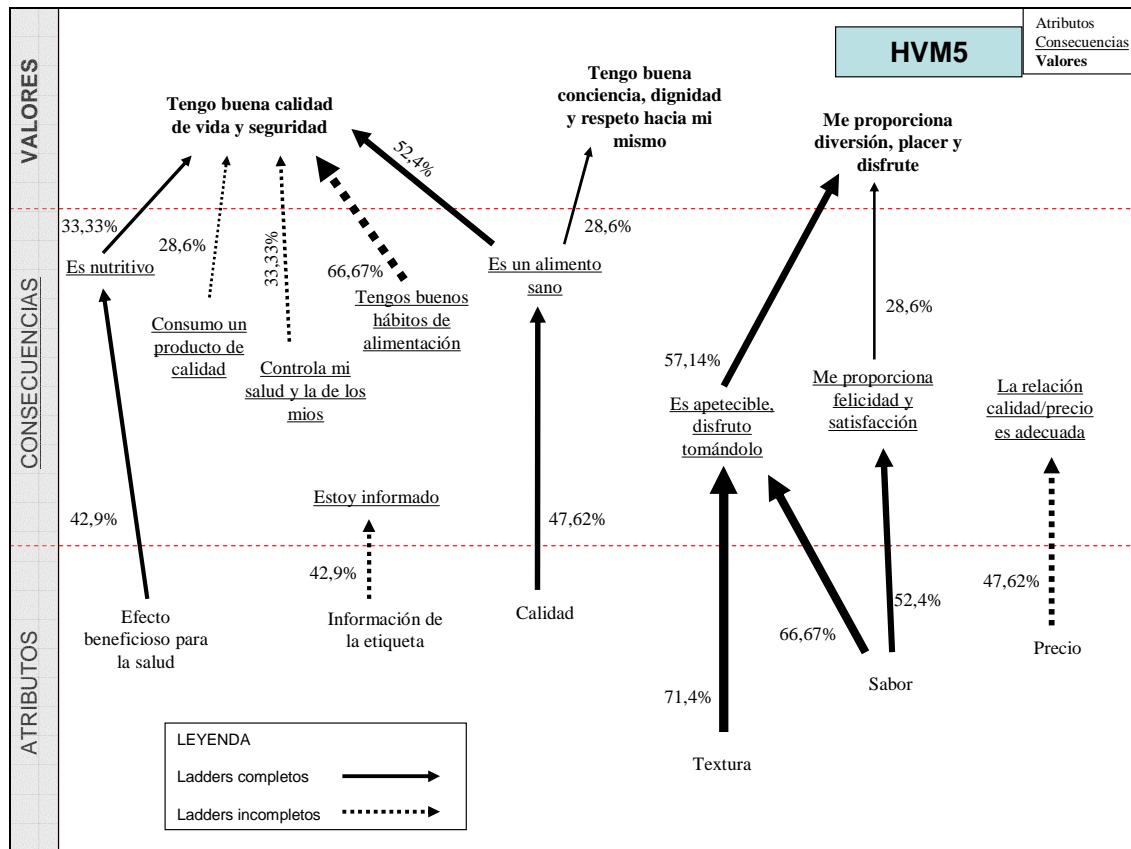 VALORES
CONSECUENCIAS
ATRIBUTOS
HVM5
Atributos
Consecuencias
Valores
Tengo buena calidad
de vida y seguridad
Tengo buena
conciencia, dignidad
y respeto hacia mi
mismo
Me proporciona
diversión, placer y
disfrute
52,4%
33,33%
28,6%
33,33%
66,67%
28,6%
Es nutritivo
Consumo un
producto de
calidad
Controla mi
salud y la de los
mios
Tengos buenos
hábitos de
alimentación
Es un alimento
sano
28,6%
57,14%
Es apetecible,
disfruto
tomándolo
Me proporciona
felicidad y
satisfacción
La relación
calidad/precio
es adecuada
Estoy informado
42,9%
42,9%
47,62%
66,67%
52,4%
47,62%
71,4%
Efecto
beneficioso para
la salud
Información de
la etiqueta
Calidad
Textura
Sabor
Precio
LEYENDA
Ladders completos
Ladders incompletos